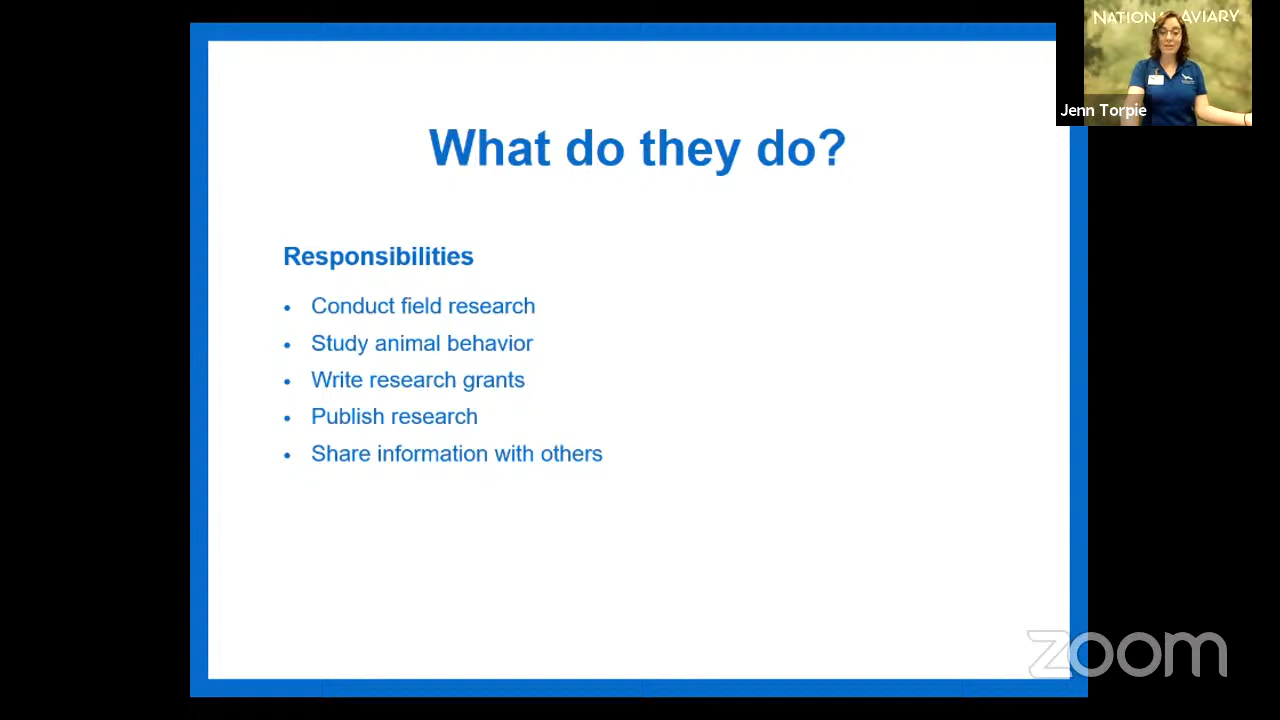 NATION AVIARY
Jenn Torpie
What do they do?
Responsibilities
• Conduct field research
• Study animal behavior
• Write research grants
• Publish research
• Share information with others
zoom